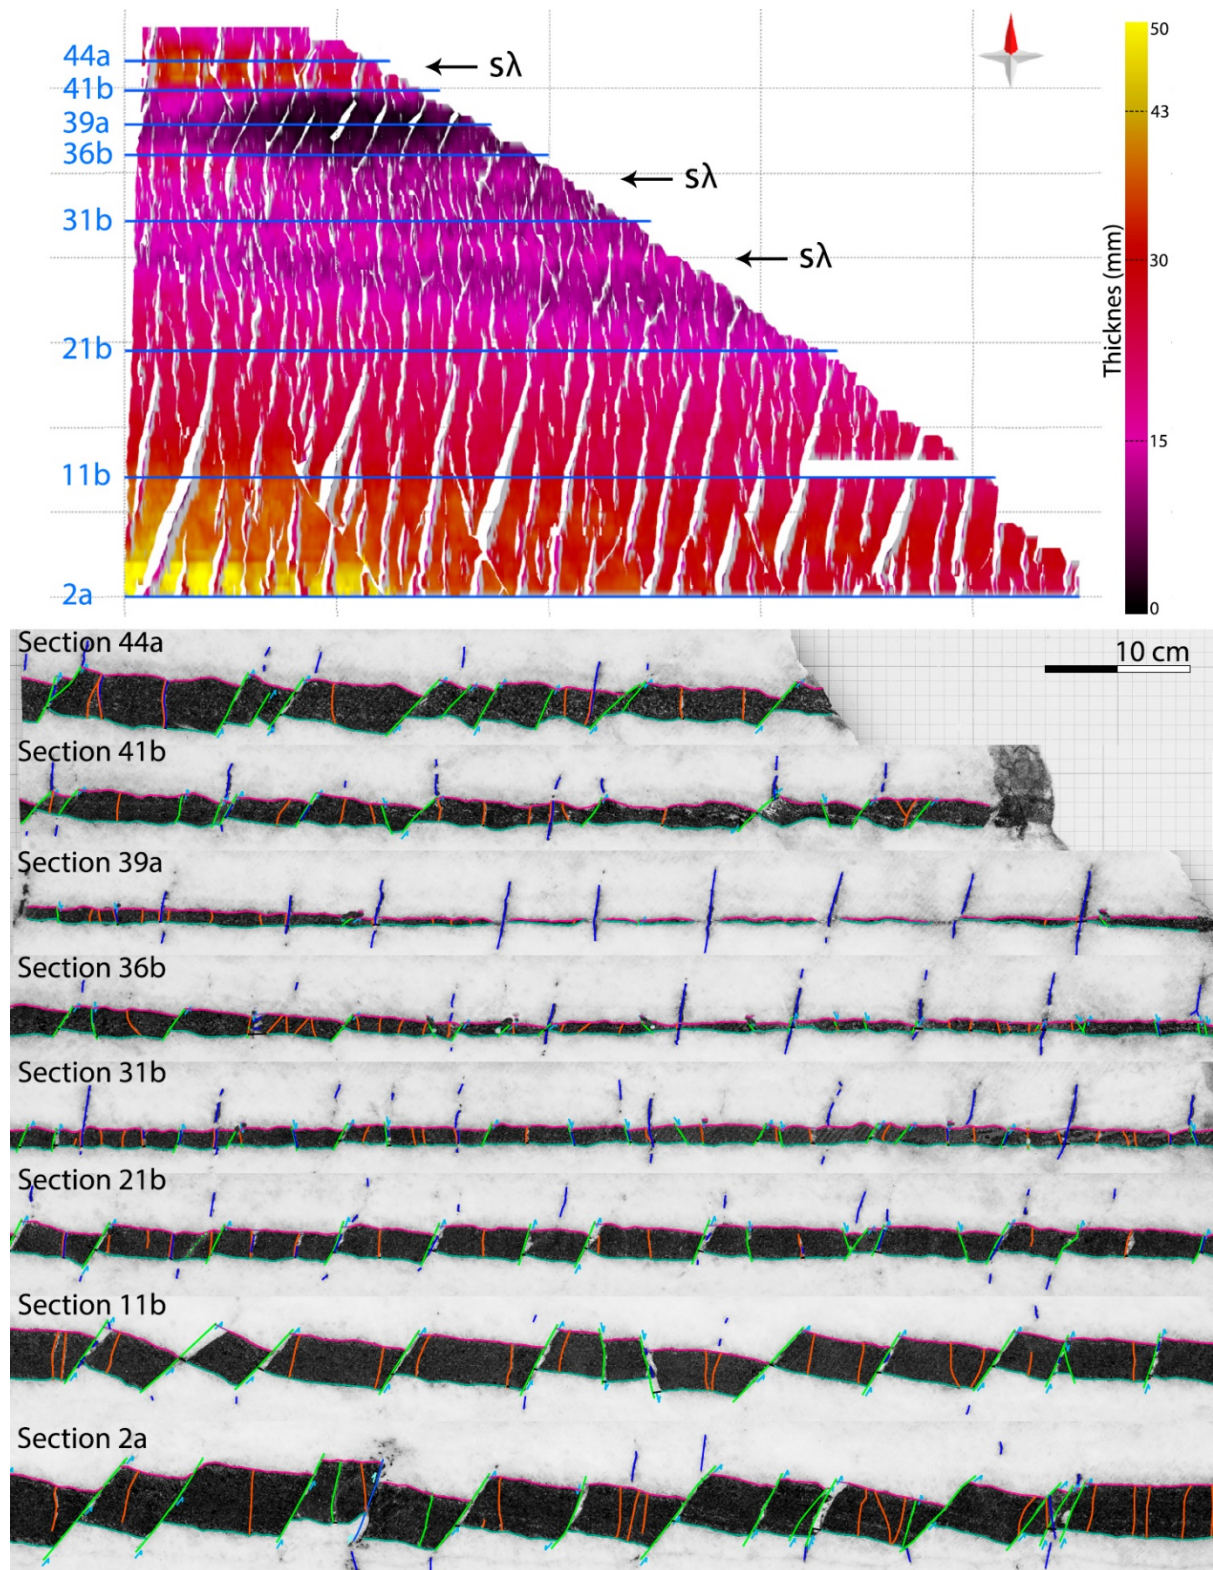 50
44a
sλ
41b
43
39a
36b
sλ
31b
sλ
30
Thicknes (mm)
21b
15
11b
2a
0
Section 44a
10 cm
Section 41b
Section 39a
Section 36b
Section 31b
Section 21b
Section 11b
Section 2a